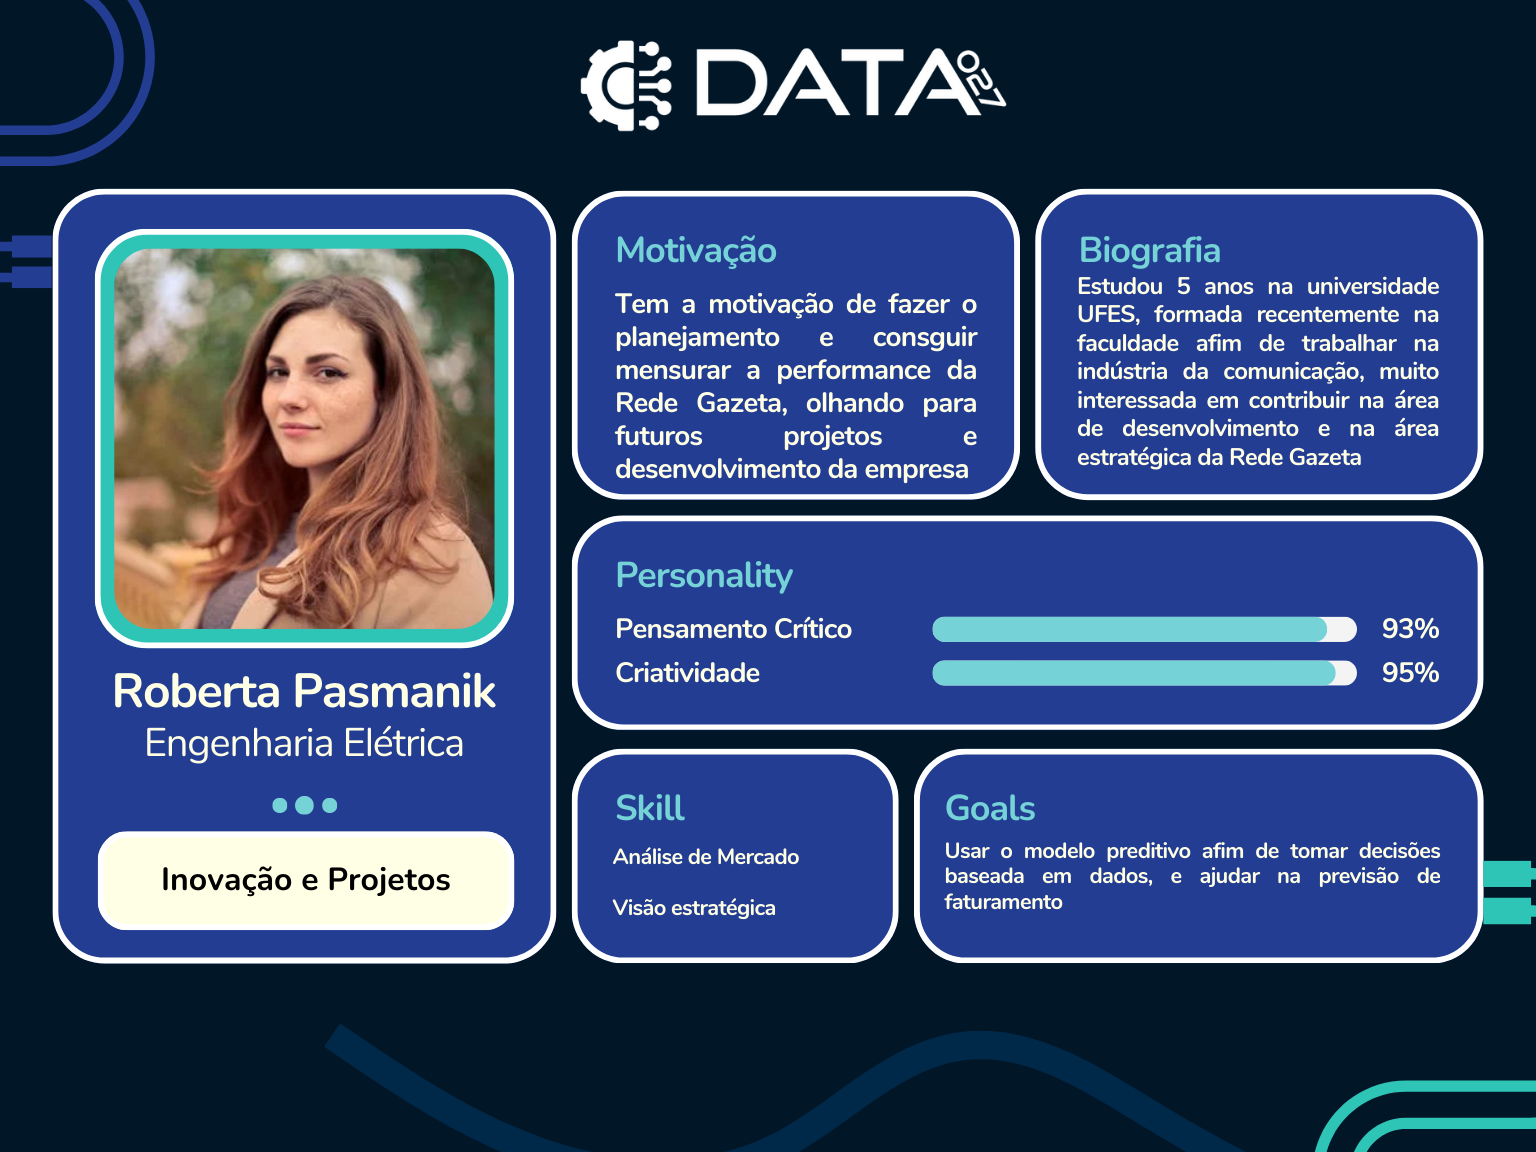 DATA 027
Motivação
Tem a motivação de fazer o
planejamento e consguir
mensurar a performance da
Rede Gazeta, olhando para
futuros projetos e
desenvolvimento da empresa
Biografia
Estudou 5 anos na universidade
UFES, formada recentemente na
faculdade afim de trabalhar na
indústria da comunicação, muito
interessada em contribuir na área
de desenvolvimento e na área
estratégica da Rede Gazeta
Personality
Pensamento Crítico 93%
Criatividade 95%
Roberta Pasmanik
Engenharia Elétrica
Inovação e Projetos
Skill
Análise de Mercado
Visão estratégica
Goals
Usar o modelo preditivo afim de tomar decisões
baseada em dados, e ajudar na previsão de
faturamento